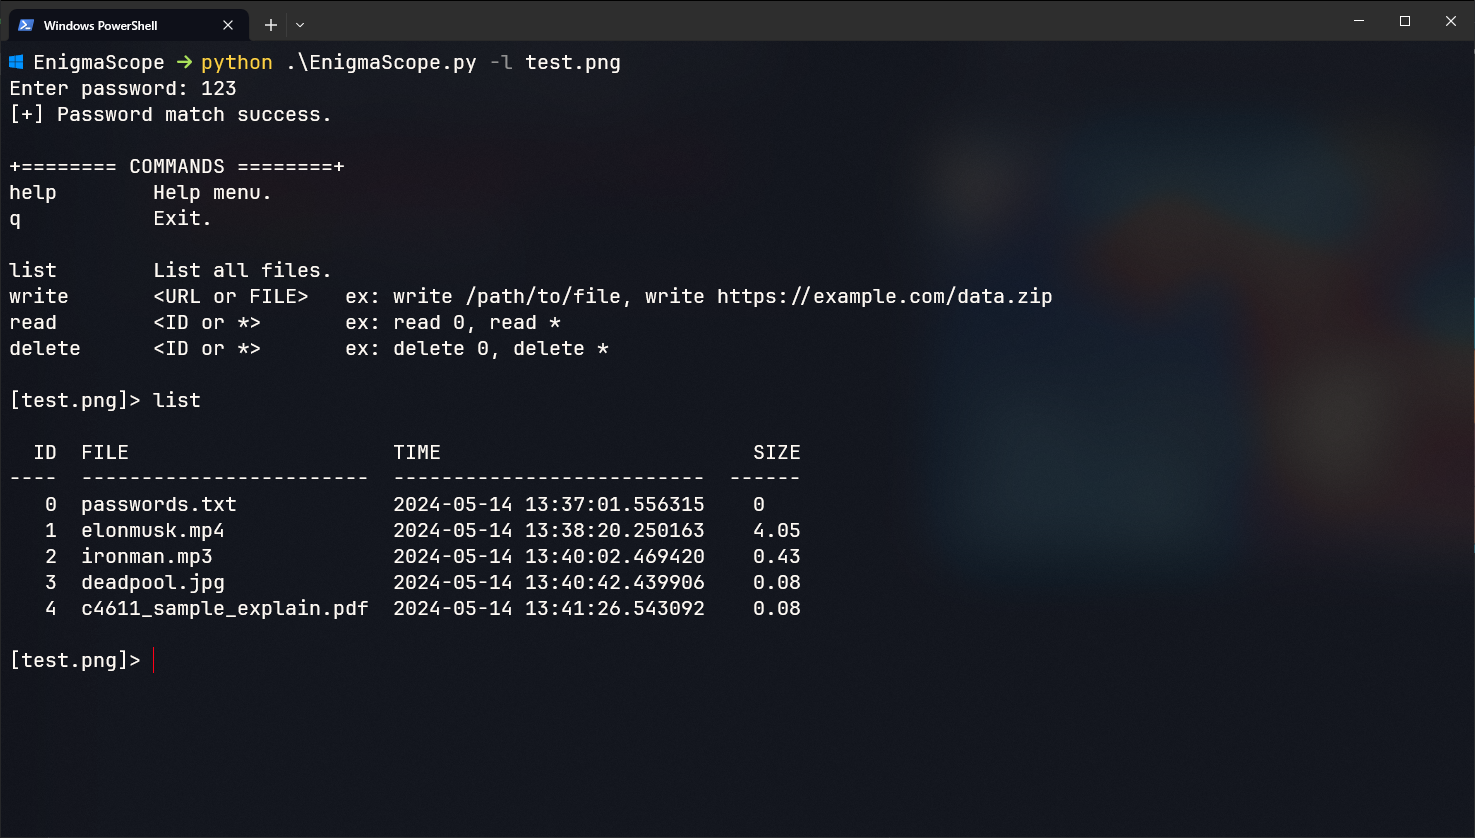 Windows PowerShell
EnigmaScope → python .\EnigmaScope.py -l test.png
Enter password: 123
[+] Password match success.
+======== COMMANDS ========+
help        Help menu.
q           Exit.
list        List all files.
write       <URL or FILE>   ex: write /path/to/file, write https://example.com/data.zip
read        <ID or *>       ex: read 0, read *
delete      <ID or *>       ex: delete 0, delete *
[test.png]> list
  ID  FILE                      TIME                          SIZE
----  ------------------------  --------------------------  ------
   0  passwords.txt             2024-05-14 13:37:01.556315    0
   1  elonmusk.mp4              2024-05-14 13:38:20.250163    4.05
   2  ironman.mp3               2024-05-14 13:40:02.469420    0.43
   3  deadpool.jpg              2024-05-14 13:40:42.439906    0.08
   4  c4611_sample_explain.pdf  2024-05-14 13:41:26.543092    0.08
[test.png]>